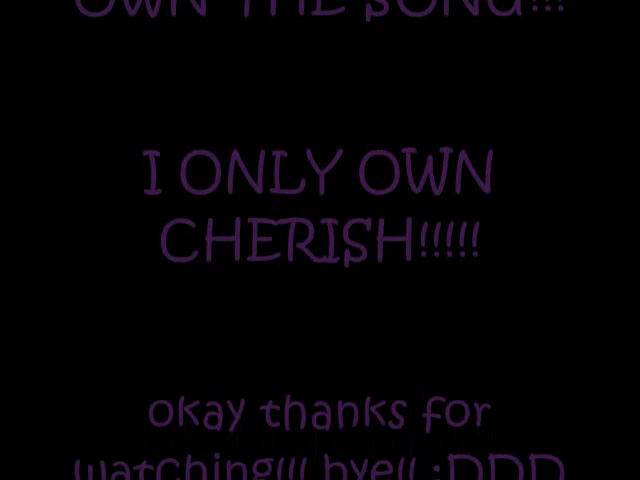 OWN THE SONG!!!
I ONLY OWN
CHERISH!!!!!
okay thanks for
watching!!! bye!! :DDD